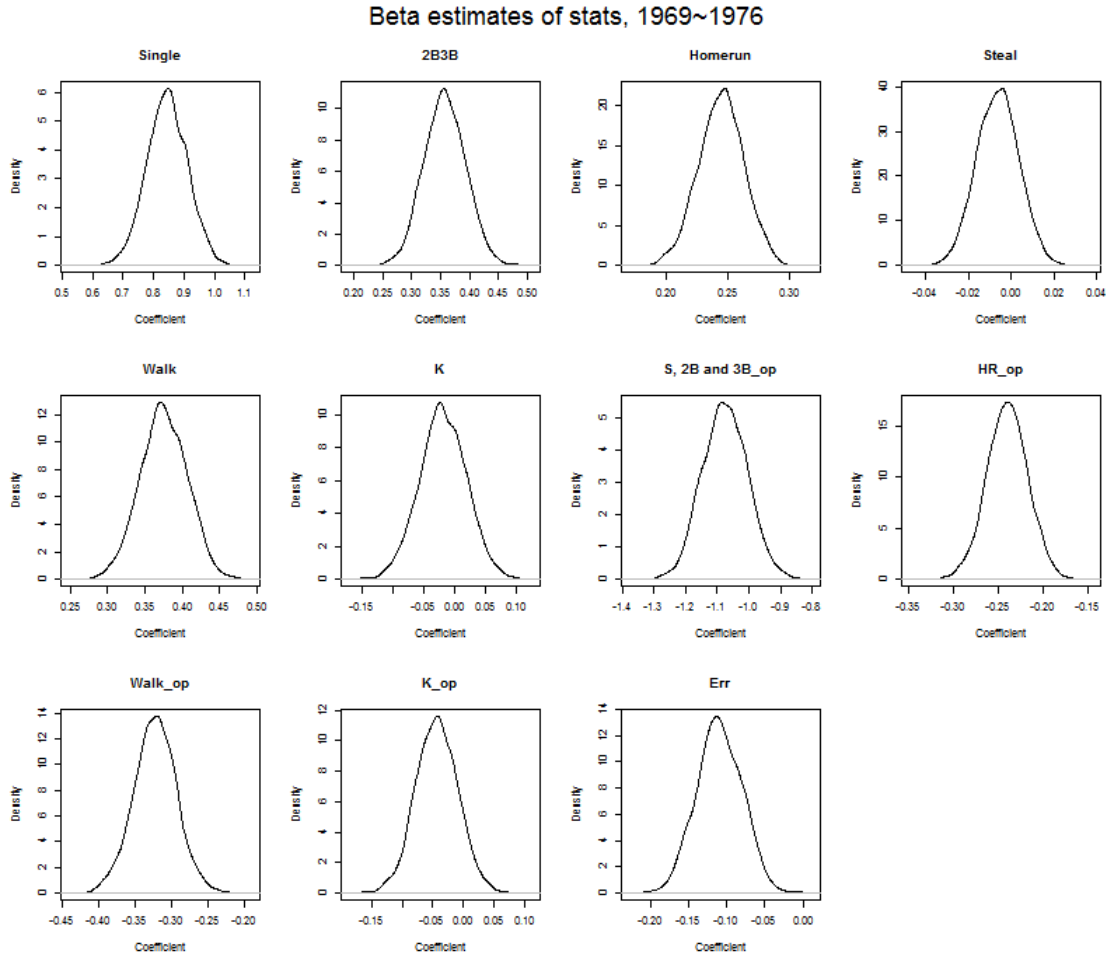 Beta estimates of stats, 1969~1976
Single
2B3B
Homerun
Steal
Density
0 1 2 3 4 5 6
0.5 0.6 0.7 0.8 0.9 1.0 1.1
Coefficient
Density
0 2 4 6 8 10
0.20 0.25 0.30 0.35 0.40 0.45 0.50
Coefficient
Density
0 5 10 15 20
0.20 0.25 0.30
Coefficient
Density
0 10 20 30 40
-0.04 -0.02 0.00 0.02 0.04
Coefficient
Walk
K
S, 2B and 3B_op
HR_op
Density
0 2 4 6 8 10 12
0.25 0.30 0.35 0.40 0.45 0.50
Coefficient
Density
0 2 4 6 8 10
-0.15 -0.05 0.00 0.05 0.10
Coefficient
Density
0 1 2 3 4 5
-1.4 -1.3 -1.2 -1.1 -1.0 -0.9 -0.8
Coefficient
Density
0 5 10 15
-0.35 -0.30 -0.25 -0.20 -0.15
Coefficient
Walk_op
K_op
Err
Density
0 2 4 6 8 10 12 14
-0.45 -0.40 -0.35 -0.30 -0.25 -0.20
Coefficient
Density
0 2 4 6 8 10 12
-0.15 -0.05 0.00 0.05 0.10
Coefficient
Density
0 2 4 6 8 10 12 14
-0.20 -0.15 -0.10 -0.05 0.00
Coefficient